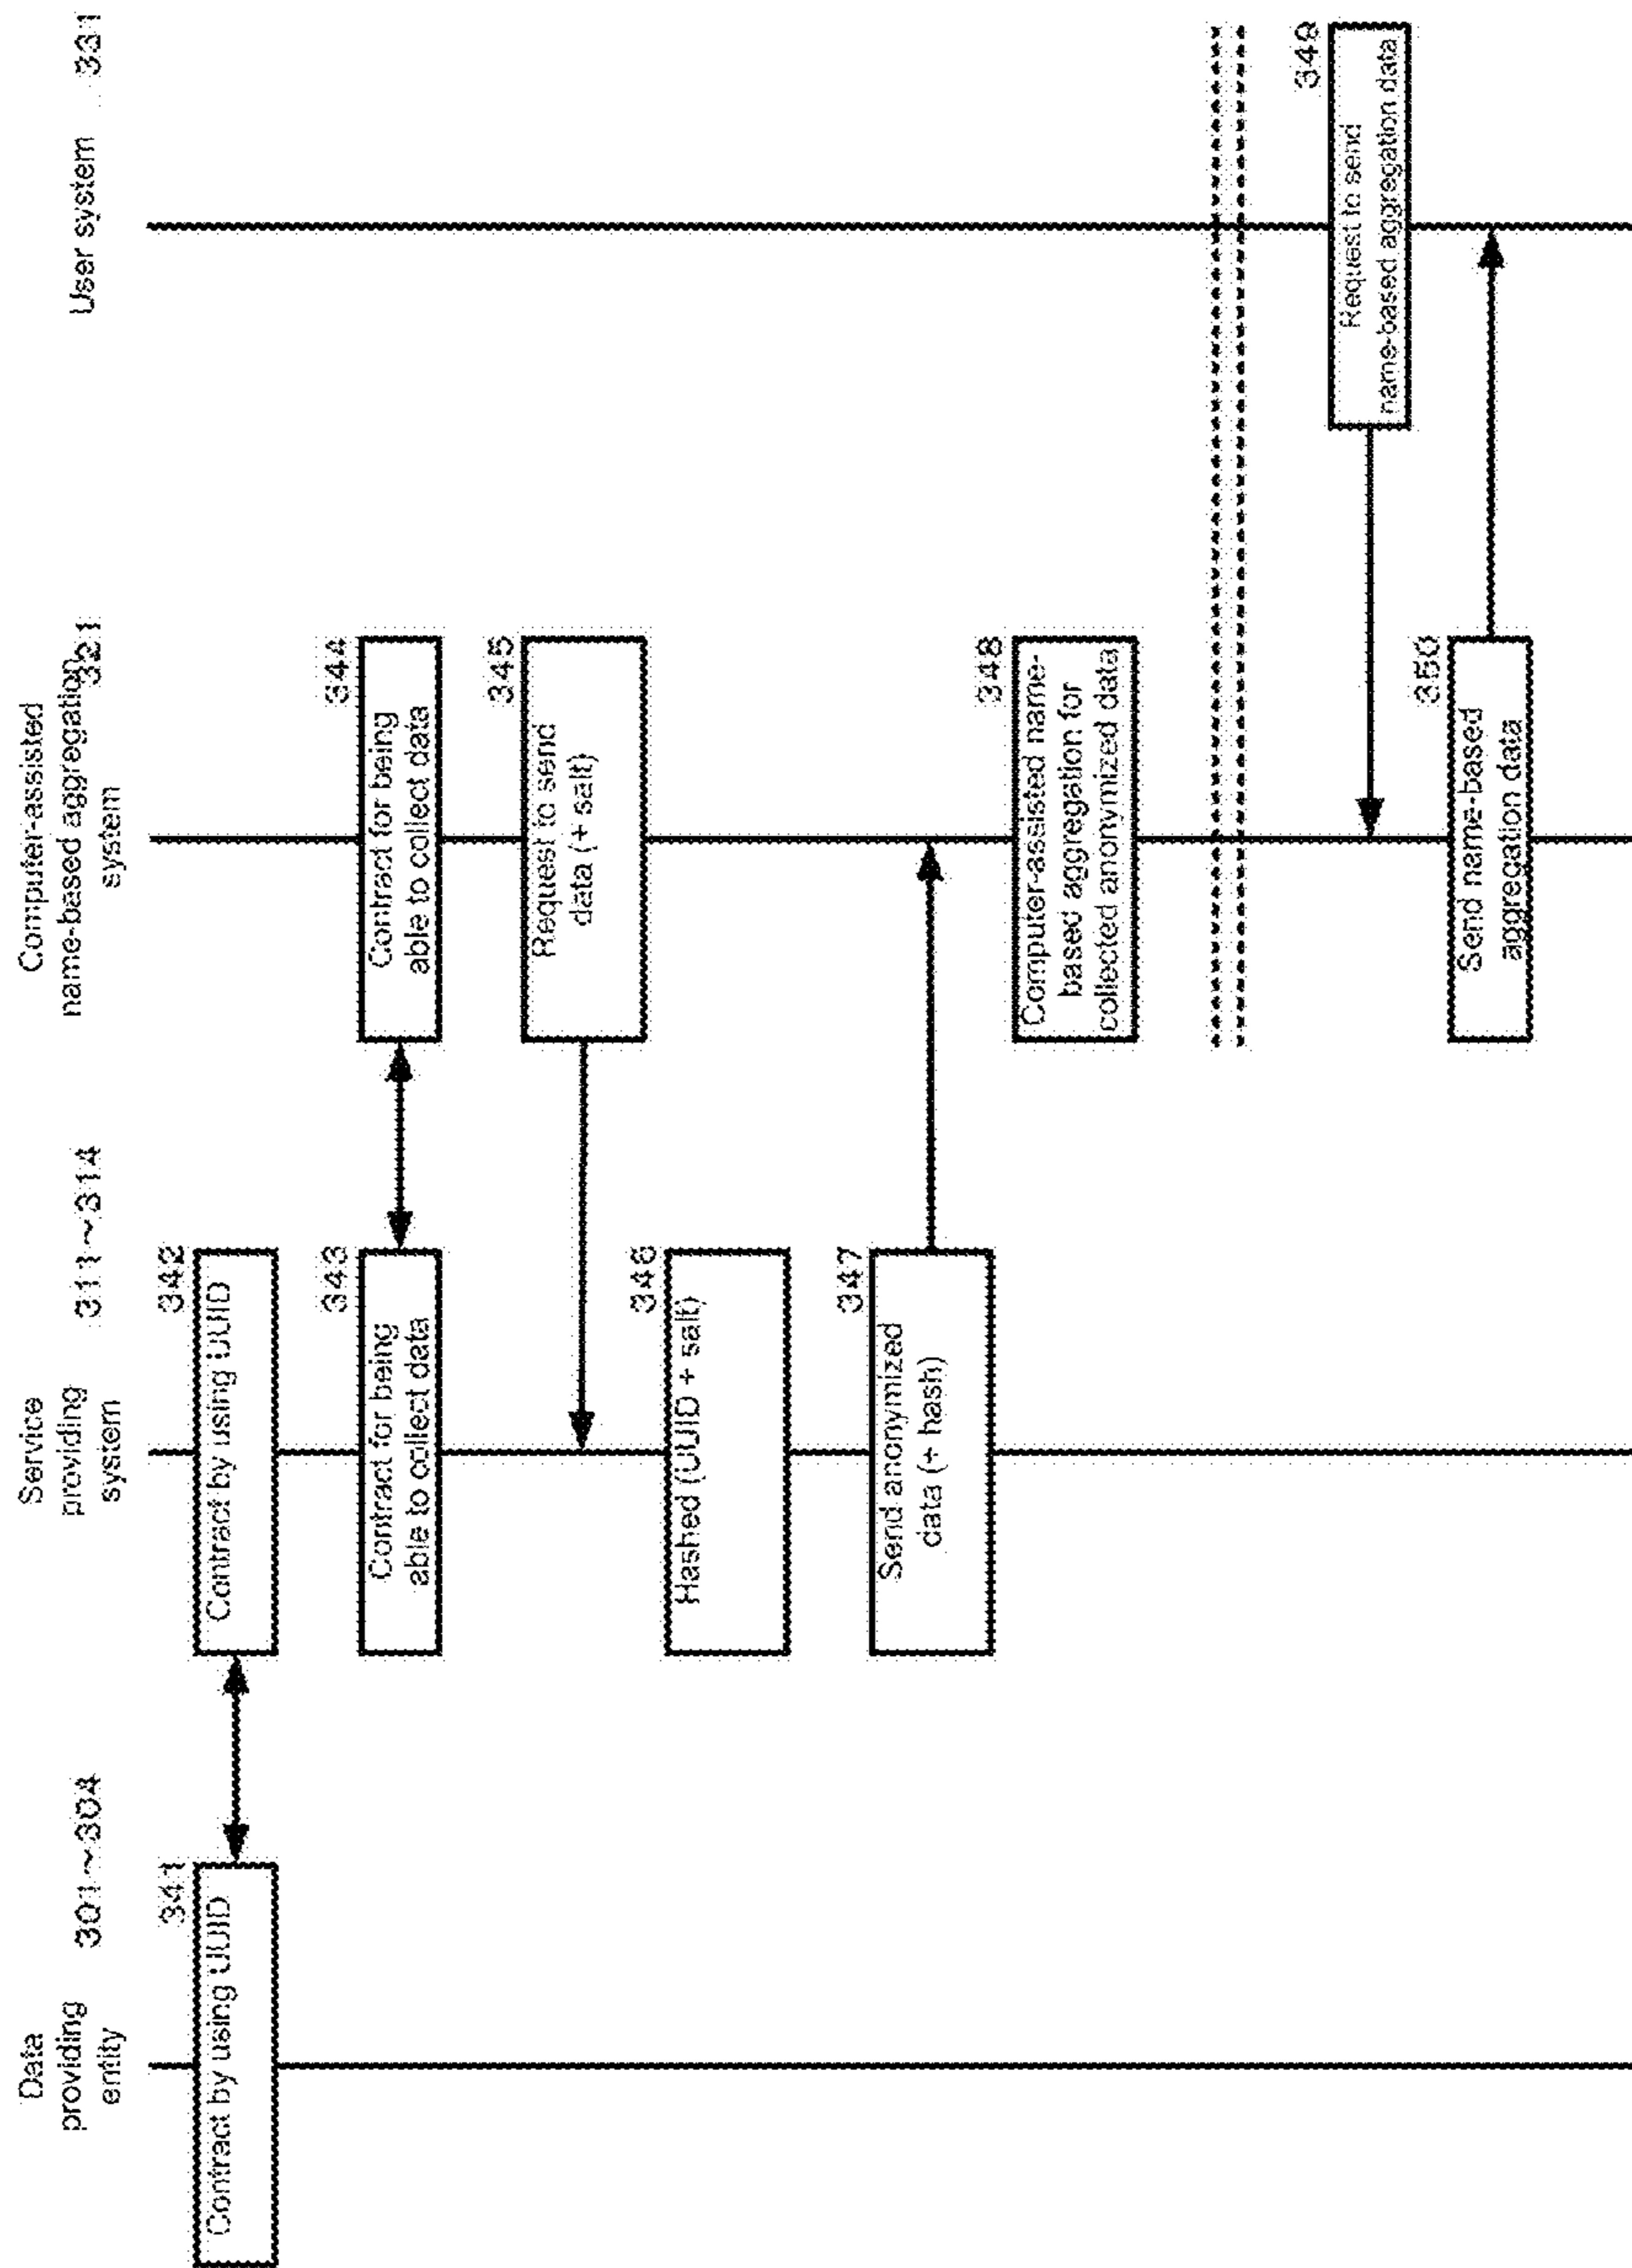 Data
providing
entity
301~304
Service
providing
system
311~314
Computer-assisted
name-based aggregation
system
321
User system
331
341
Contract by using UUID
342
Contract by using UUID
343
Contract for being
able to collect data
344
Contract for being
able to collect data
345
Request to send
data (+ salt)
346
Hashed (UUID + salt)
347
Send anonymized
data (+ hash)
348
Computer-assisted name-
based aggregation for
collected anonymized data
349
Request to send
name-based aggregation data
350
Send name-based
aggregation data